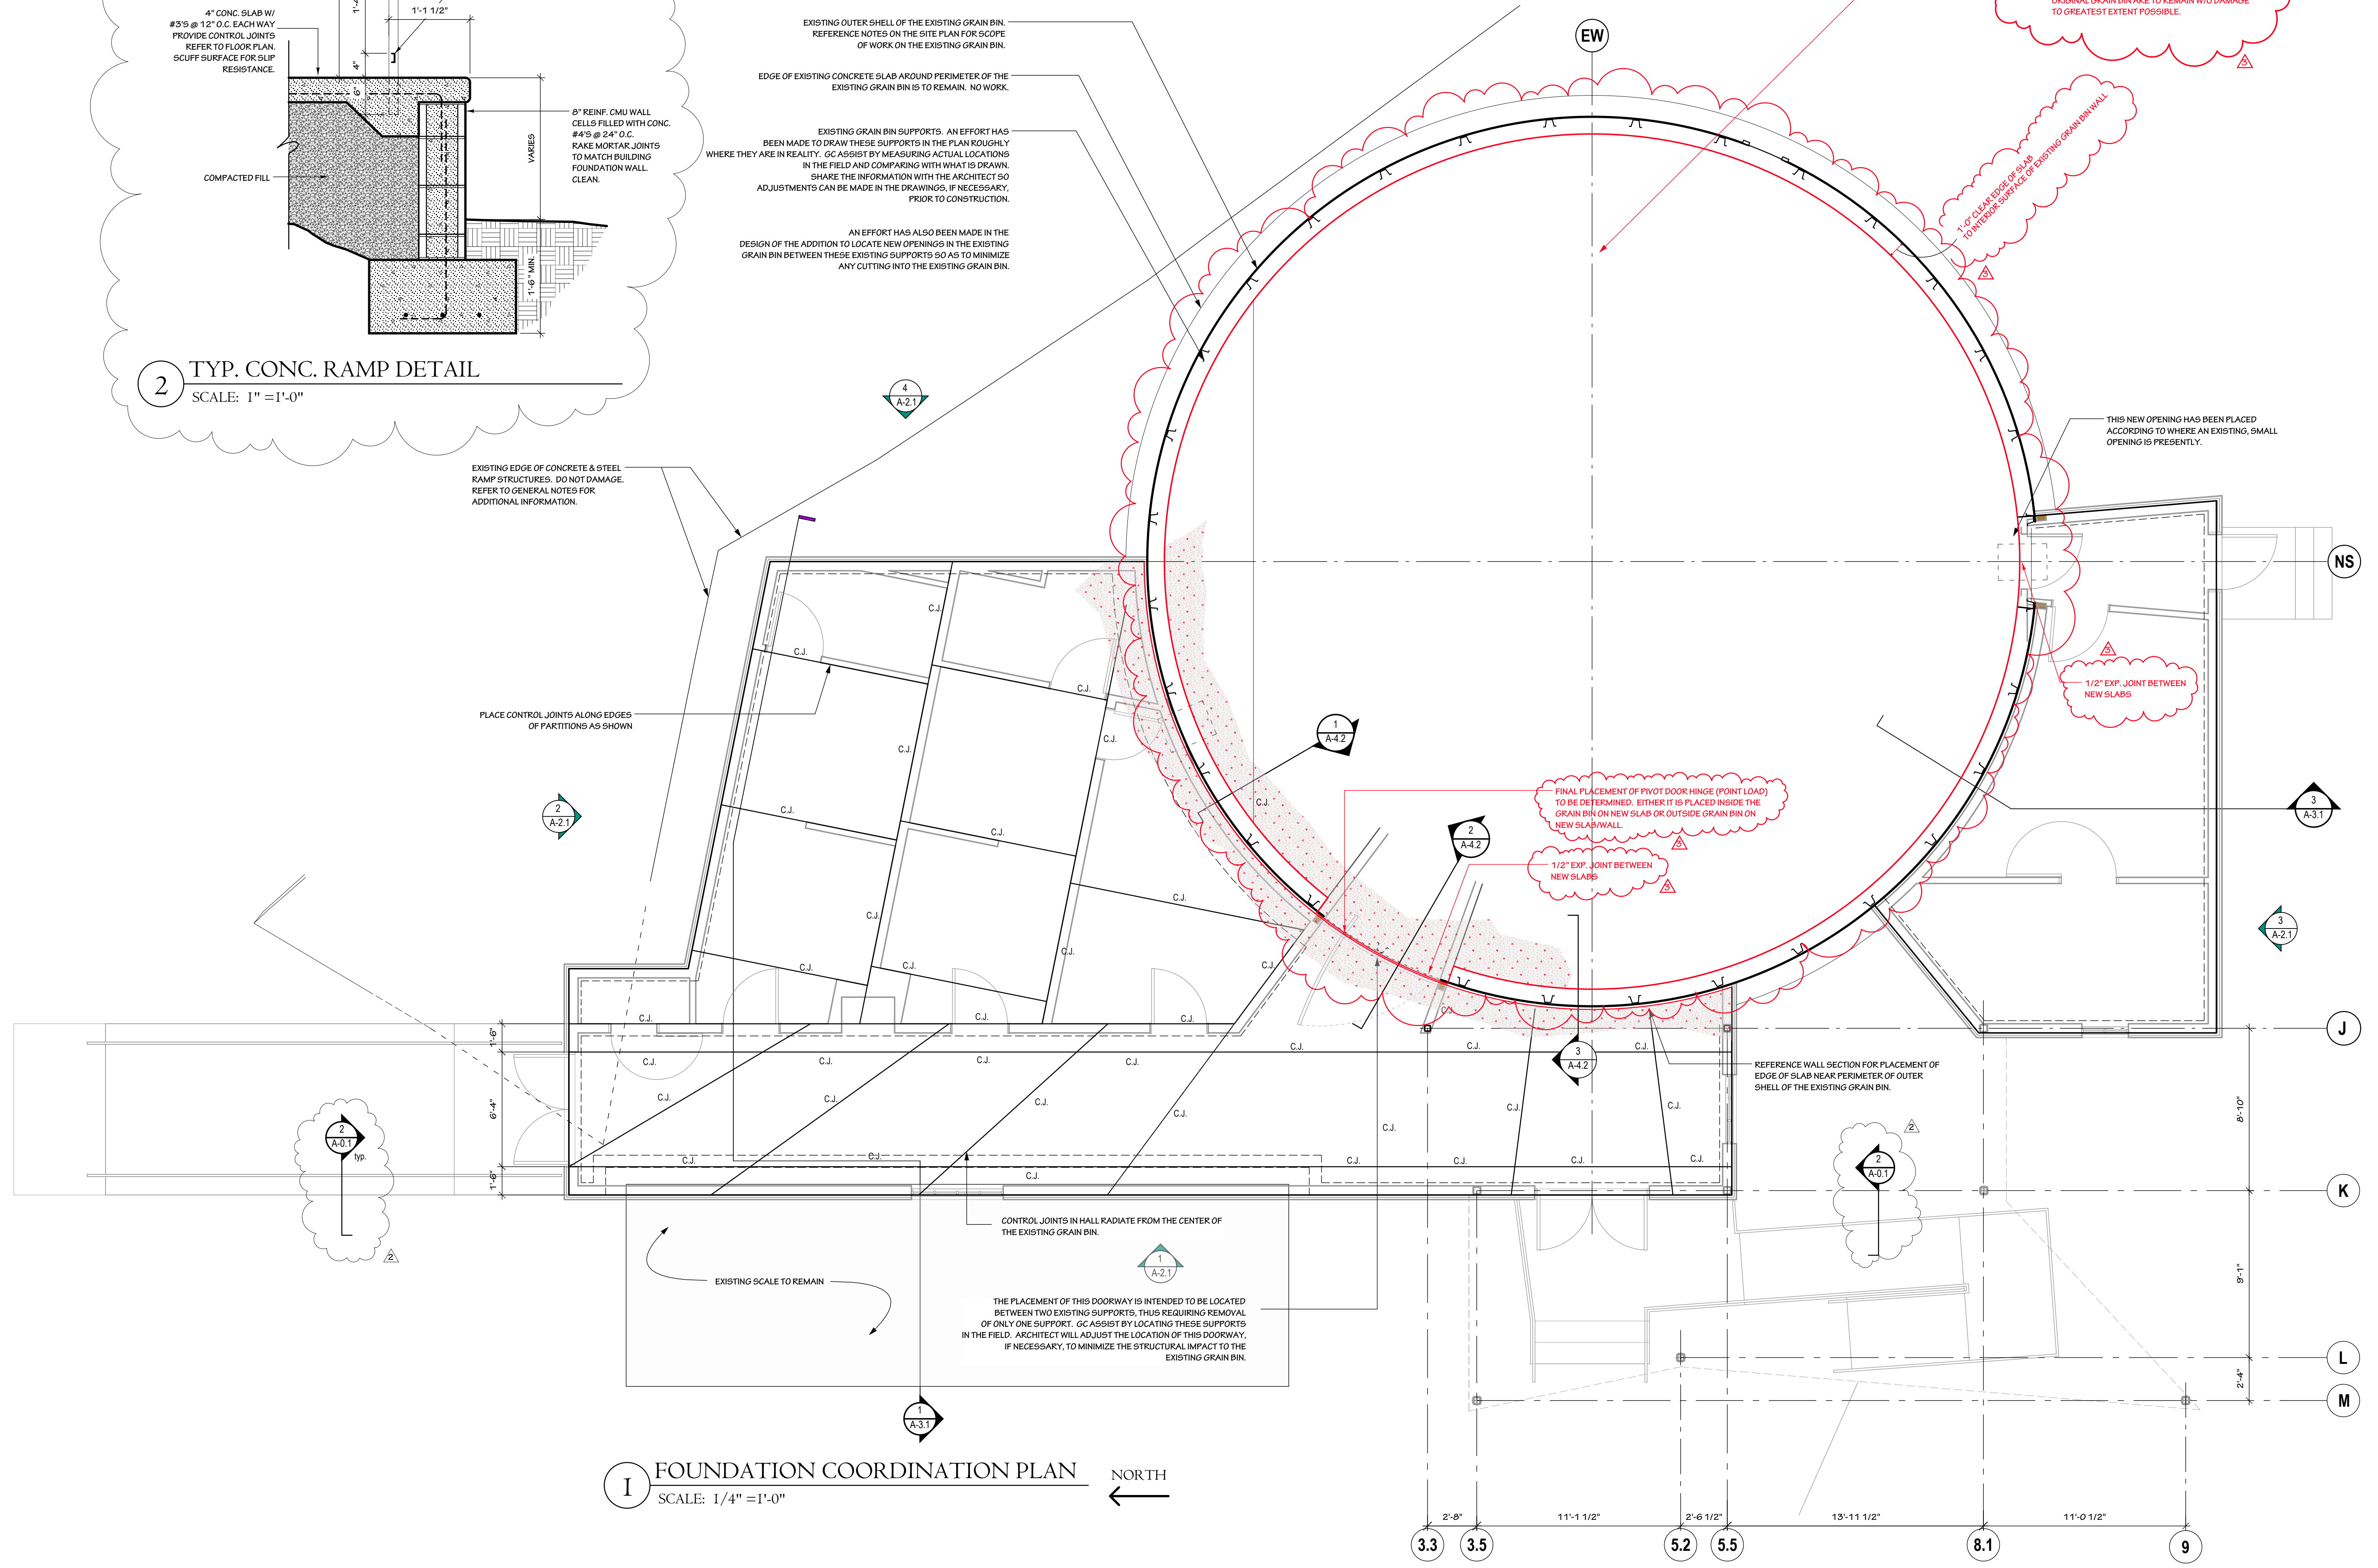 4" CONC. SLAB W/
#3'S @ 12" O.C. EACH WAY
PROVIDE CONTROL JOINTS
REFER TO FLOOR PLAN.
SCUFF SURFACE FOR SLIP
RESISTANCE.
1'-1 1/2"
4"
6"
COMPACTED FILL
8" REINF. CMU WALL
CELLS FILLED WITH CONC.
#4'S @ 24" O.C.
RAKE MORTAR JOINTS
TO MATCH BUILDING
FOUNDATION WALL.
CLEAN.
VARIES
1'-6" MIN.
2 TYP. CONC. RAMP DETAIL
SCALE: 1" =1'-0"
EXISTING OUTER SHELL OF THE EXISTING GRAIN BIN.
REFERENCE NOTES ON THE SITE PLAN FOR SCOPE
OF WORK ON THE EXISTING GRAIN BIN.
EDGE OF EXISTING CONCRETE SLAB AROUND PERIMETER OF THE
EXISTING GRAIN BIN IS TO REMAIN. NO WORK.
EXISTING GRAIN BIN SUPPORTS. AN EFFORT HAS
BEEN MADE TO DRAW THESE SUPPORTS IN THE PLAN ROUGHLY
WHERE THEY ARE IN REALITY. GC ASSIST BY MEASURING ACTUAL LOCATIONS
IN THE FIELD AND COMPARING WITH WHAT IS DRAWN.
SHARE THE INFORMATION WITH THE ARCHITECT SO
ADJUSTMENTS CAN BE MADE IN THE DRAWINGS, IF NECESSARY,
PRIOR TO CONSTRUCTION.
AN EFFORT HAS ALSO BEEN MADE IN THE
DESIGN OF THE ADDITION TO LOCATE NEW OPENINGS IN THE EXISTING
GRAIN BIN BETWEEN THESE EXISTING SUPPORTS SO AS TO MINIMIZE
ANY CUTTING INTO THE EXISTING GRAIN BIN.
EW
ORIGINAL GRAIN BIN ARE TO REMAIN W/O DAMAGE
TO GREATEST EXTENT POSSIBLE.
3
1'-0" CLEAR EDGE OF SLAB
TO INTERIOR SURFACE OF EXISTING GRAIN BIN WALL
3
4
A-2.1
THIS NEW OPENING HAS BEEN PLACED
ACCORDING TO WHERE AN EXISTING, SMALL
OPENING IS PRESENTLY.
EXISTING EDGE OF CONCRETE & STEEL
RAMP STRUCTURES. DO NOT DAMAGE.
REFER TO GENERAL NOTES FOR
ADDITIONAL INFORMATION.
NS
C.J.
C.J.
C.J.
3
1/2" EXP. JOINT BETWEEN
NEW SLABS
PLACE CONTROL JOINTS ALONG EDGES
OF PARTITIONS AS SHOWN
C.J.
C.J.
1
A-4.2
2
A-2.1
C.J.
C.J.
C.J.
FINAL PLACEMENT OF PIVOT DOOR HINGE (POINT LOAD)
TO BE DETERMINED. EITHER IT IS PLACED INSIDE THE
GRAIN BIN ON NEW SLAB OR OUTSIDE GRAIN BIN ON
NEW SLAB/WALL.
3
3
A-3.1
2
A-4.2
1/2" EXP. JOINT BETWEEN
NEW SLABS
3
C.J.
C.J.
3
A-2.1
C.J.
C.J.
C.J.
C.J.
C.J.
C.J.
C.J.
C.J.
J
1'-6"
C.J.
C.J.
C.J.
C.J.
C.J.
C.J.
C.J.
3
A-4.2
REFERENCE WALL SECTION FOR PLACEMENT OF
EDGE OF SLAB NEAR PERIMETER OF OUTER
SHELL OF THE EXISTING GRAIN BIN.
6'-4"
C.J.
C.J.
C.J.
C.J.
C.J.
C.J.
C.J.
8'-10"
2
A-0.1
typ.
2
2
A-0.1
2
1'-6"
C.J.
C.J.
C.J.
C.J.
C.J.
C.J.
C.J.
K
CONTROL JOINTS IN HALL RADIATE FROM THE CENTER OF
THE EXISTING GRAIN BIN.
1
A-2.1
EXISTING SCALE TO REMAIN
9'-1"
THE PLACEMENT OF THIS DOORWAY IS INTENDED TO BE LOCATED
BETWEEN TWO EXISTING SUPPORTS, THUS REQUIRING REMOVAL
OF ONLY ONE SUPPORT. GC ASSIST BY LOCATING THESE SUPPORTS
IN THE FIELD. ARCHITECT WILL ADJUST THE LOCATION OF THIS DOORWAY,
IF NECESSARY, TO MINIMIZE THE STRUCTURAL IMPACT TO THE
EXISTING GRAIN BIN.
L
2'-4"
M
1
A-3.1
1 FOUNDATION COORDINATION PLAN
SCALE: 1/4" =1'-0"
NORTH
2'-8"
11'-1 1/2"
2'-6 1/2"
13'-11 1/2"
11'-0 1/2"
3.3
3.5
5.2
5.5
8.1
9